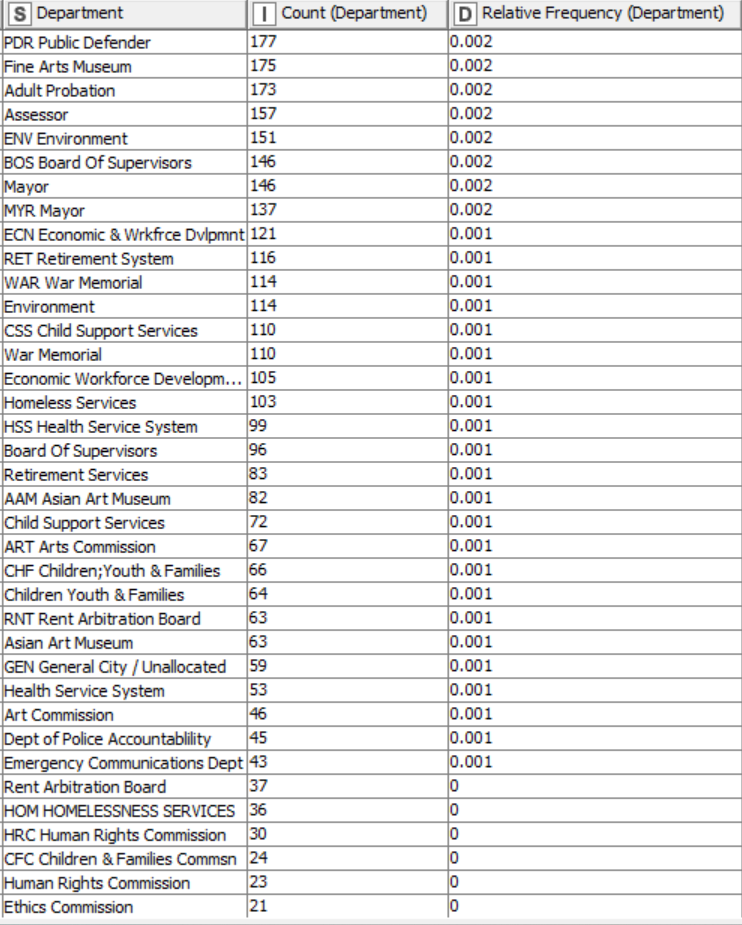 S Department I Count (Department) D Relative Frequency (Department)
PDR Public Defender 177 0.002
Fine Arts Museum 175 0.002
Adult Probation 173 0.002
Assessor 157 0.002
ENV Environment 151 0.002
BOS Board Of Supervisors 146 0.002
Mayor 146 0.002
MYR Mayor 137 0.002
ECN Economic & Wrkfrce Dvlpmnt 121 0.001
RET Retirement System 116 0.001
WAR War Memorial 114 0.001
Environment 114 0.001
CSS Child Support Services 110 0.001
War Memorial 110 0.001
Economic Workforce Developm... 105 0.001
Homeless Services 103 0.001
HSS Health Service System 99 0.001
Board Of Supervisors 96 0.001
Retirement Services 83 0.001
AAM Asian Art Museum 82 0.001
Child Support Services 72 0.001
ART Arts Commission 67 0.001
CHF Children;Youth & Families 66 0.001
Children Youth & Families 64 0.001
RNT Rent Arbitration Board 63 0.001
Asian Art Museum 63 0.001
GEN General City / Unallocated 59 0.001
Health Service System 53 0.001
Art Commission 46 0.001
Dept of Police Accountablility 45 0.001
Emergency Communications Dept 43 0.001
Rent Arbitration Board 37 0
HOM HOMELESSNESS SERVICES 36 0
HRC Human Rights Commission 30 0
CFC Children & Families Commsn 24 0
Human Rights Commission 23 0
Ethics Commission 21 0